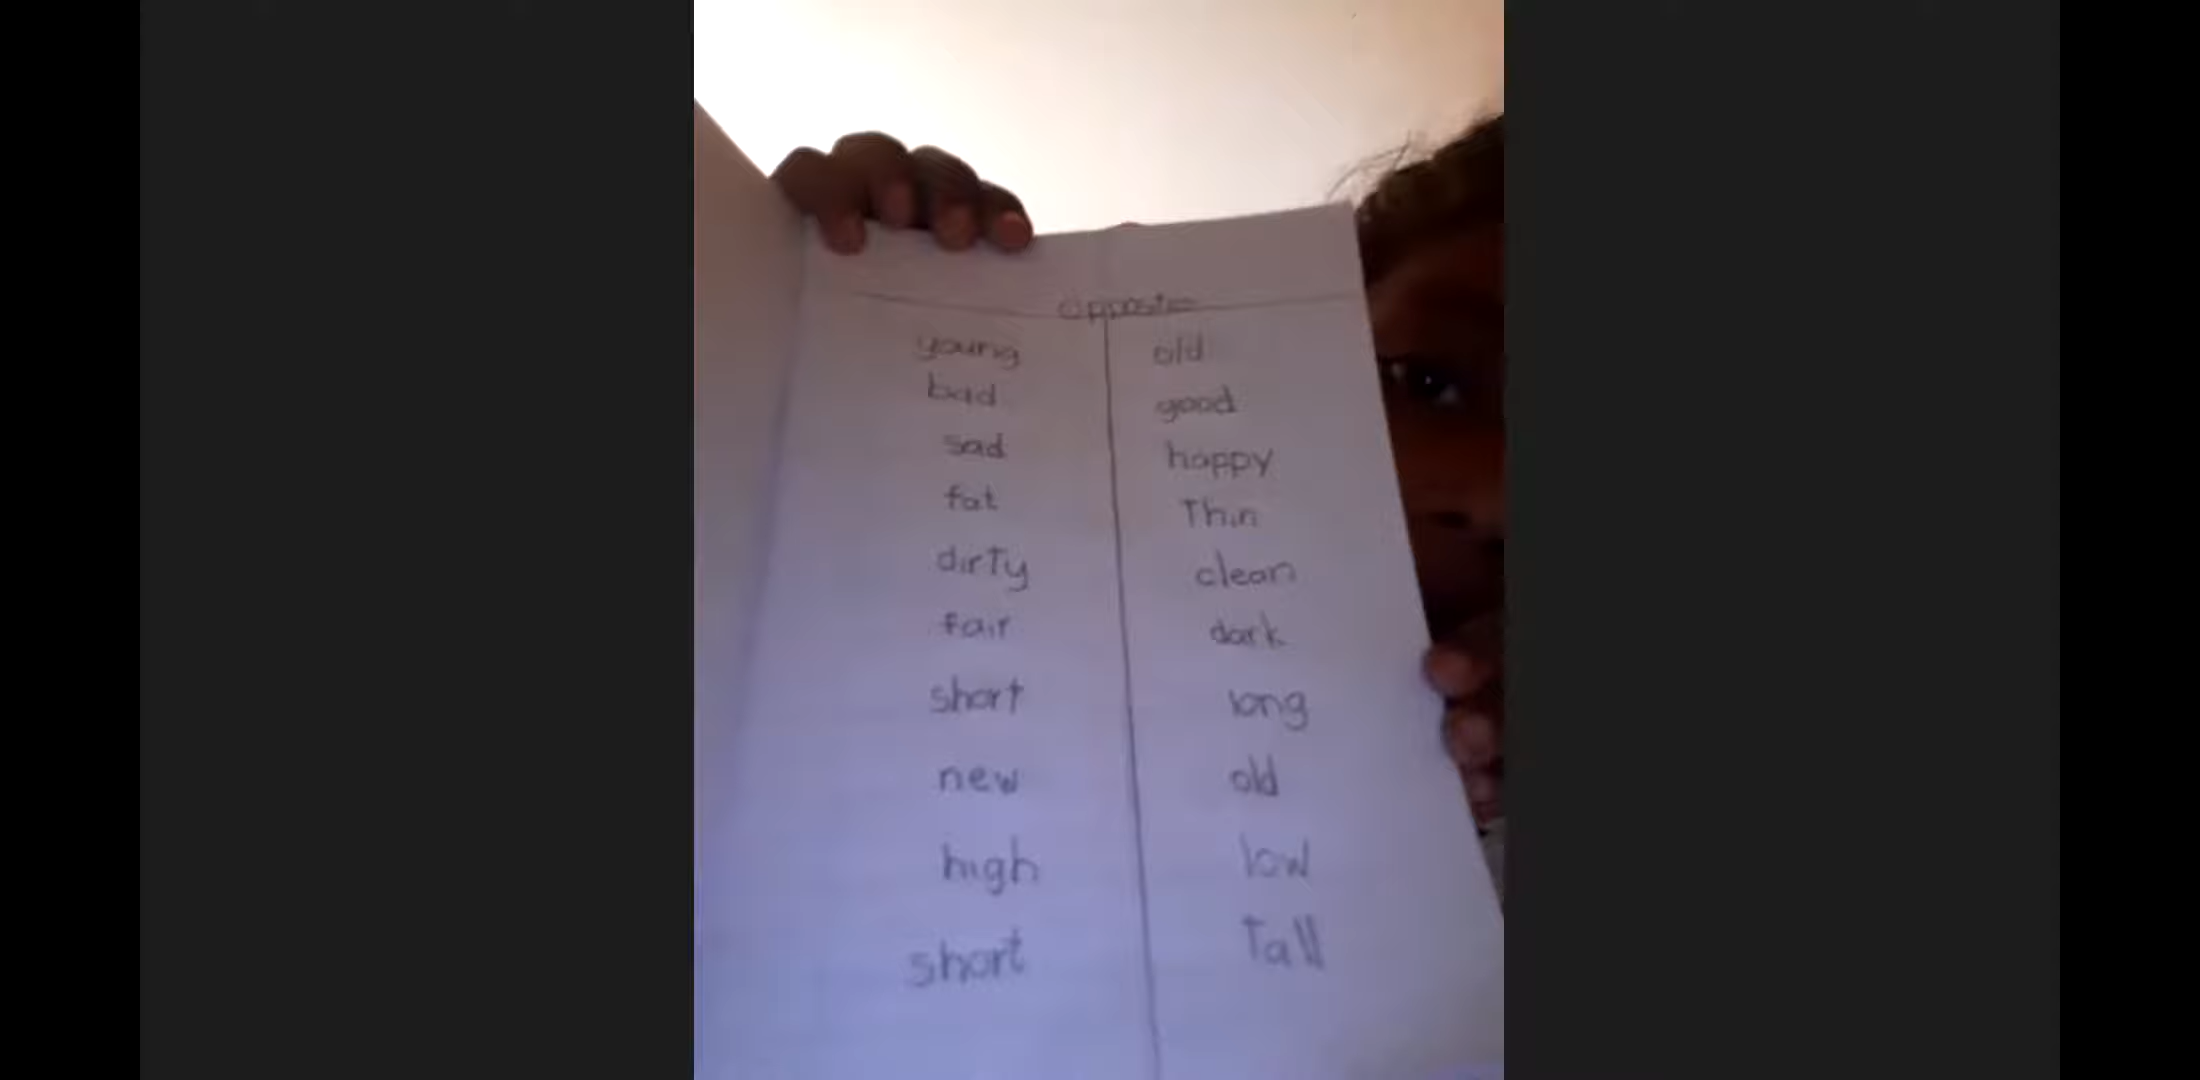 opposite
young old
bad good
sad happy
fat Thin
dirTy clean
fair dark
short long
new old
high low
short Tall